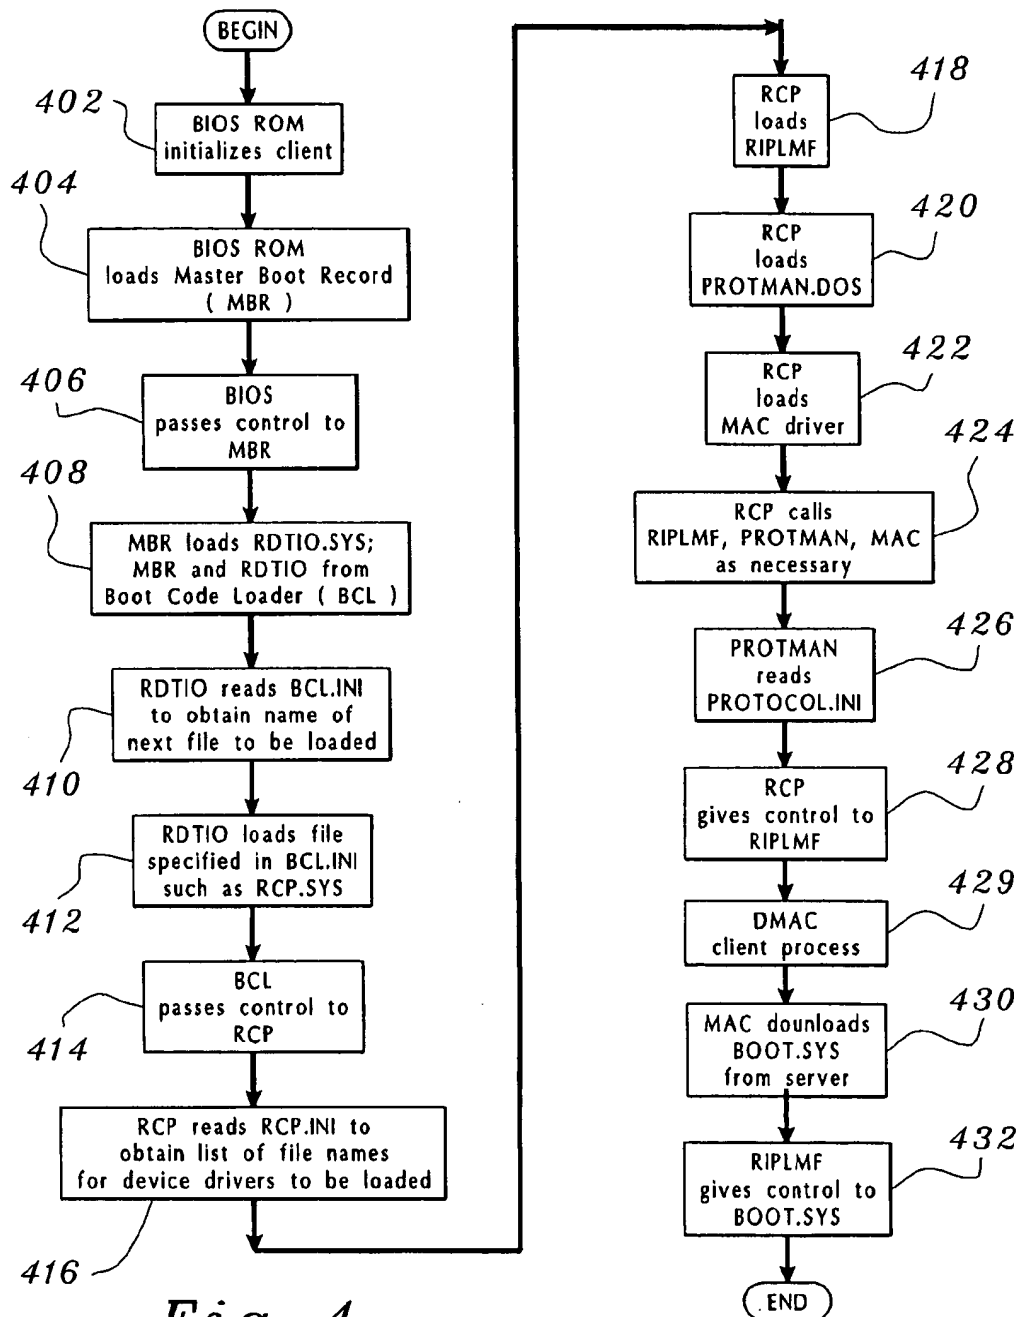 BEGIN
402
BIOS ROM
initializes client
404
BIOS ROM
loads Master Boot Record
( MBR )
406
BIOS
passes control to
MBR
408
MBR loads RDTIO.SYS;
MBR and RDTIO from
Boot Code Loader ( BCL )
RDTIO reads BCL.INI
to obtain name of
next file to be loaded
410
RDTIO loads file
specified in BCL.INI
such as RCP.SYS
412
BCL
passes control to
RCP
414
RCP reads RCP.INI to
obtain list of file names
for device drivers to be loaded
416
418
RCP
loads
RIPLMF
420
RCP
loads
PROTMAN.DOS
422
RCP
loads
MAC driver
424
RCP calls
RIPLMF, PROTMAN, MAC
as necessary
426
PROTMAN
reads
PROTOCOL.INI
428
RCP
gives control to
RIPLMF
429
DMAC
client process
430
MAC dounloads
BOOT.SYS
from server
432
RIPLMF
gives control to
BOOT.SYS
END
Fig. 4